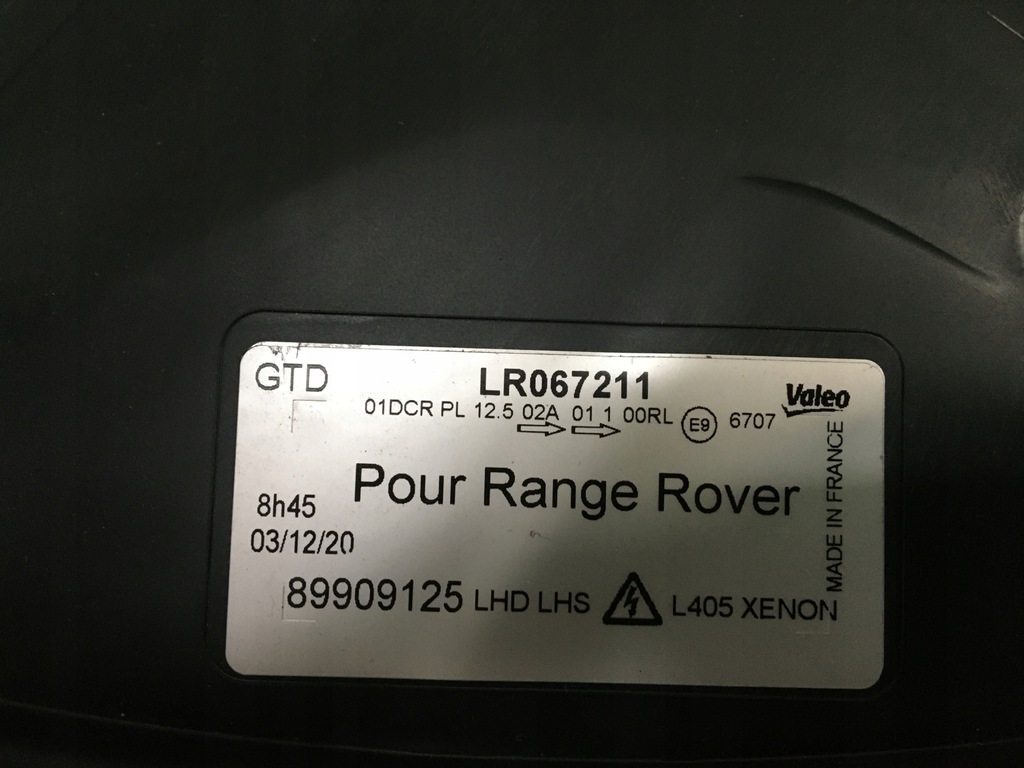 GTD
LR067211
01DCR PL 12.5 02A 01 1 00RL E9 6707
Valeo
Pour Range Rover
8h45
03/12/20
89909125 LHD LHS L405 XENON
MADE IN FRANCE